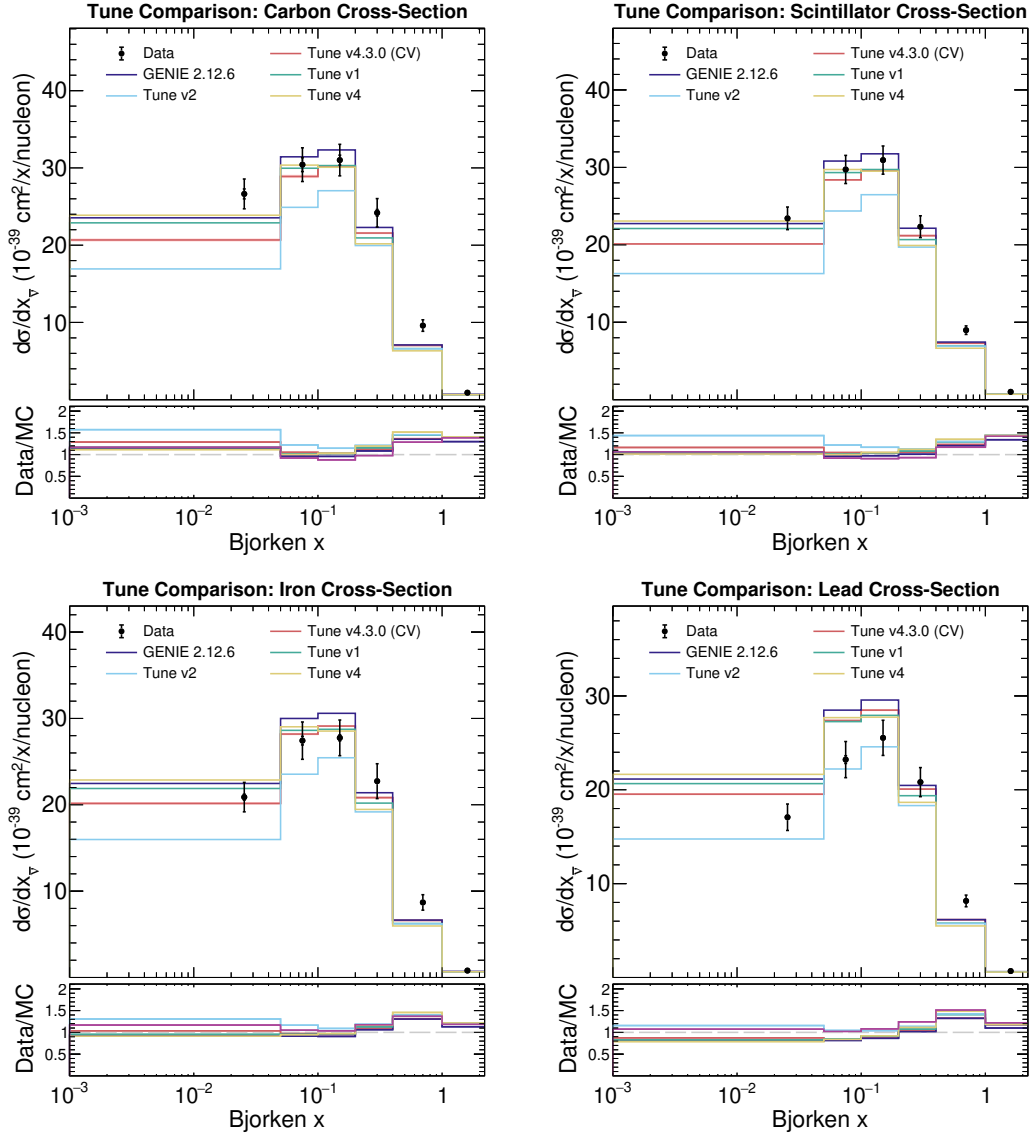 Tune Comparison: Carbon Cross-Section
Data
Tune v4.3.0 (CV)
GENIE 2.12.6
Tune v1
Tune v2
Tune v4
40
30
20
10
dσ/dx_ν̅ (10⁻³⁹ cm²/x/nucleon)
2
1.5
1
0.5
Data/MC
10⁻³
10⁻²
10⁻¹
1
Bjorken x
Tune Comparison: Scintillator Cross-Section
Data
Tune v4.3.0 (CV)
GENIE 2.12.6
Tune v1
Tune v2
Tune v4
40
30
20
10
dσ/dx_ν̅ (10⁻³⁹ cm²/x/nucleon)
2
1.5
1
0.5
Data/MC
10⁻³
10⁻²
10⁻¹
1
Bjorken x
Tune Comparison: Iron Cross-Section
Data
Tune v4.3.0 (CV)
GENIE 2.12.6
Tune v1
Tune v2
Tune v4
40
30
20
10
dσ/dx_ν̅ (10⁻³⁹ cm²/x/nucleon)
2
1.5
1
0.5
Data/MC
10⁻³
10⁻²
10⁻¹
1
Bjorken x
Tune Comparison: Lead Cross-Section
Data
Tune v4.3.0 (CV)
GENIE 2.12.6
Tune v1
Tune v2
Tune v4
30
20
10
dσ/dx_ν̅ (10⁻³⁹ cm²/x/nucleon)
2
1.5
1
0.5
Data/MC
10⁻³
10⁻²
10⁻¹
1
Bjorken x